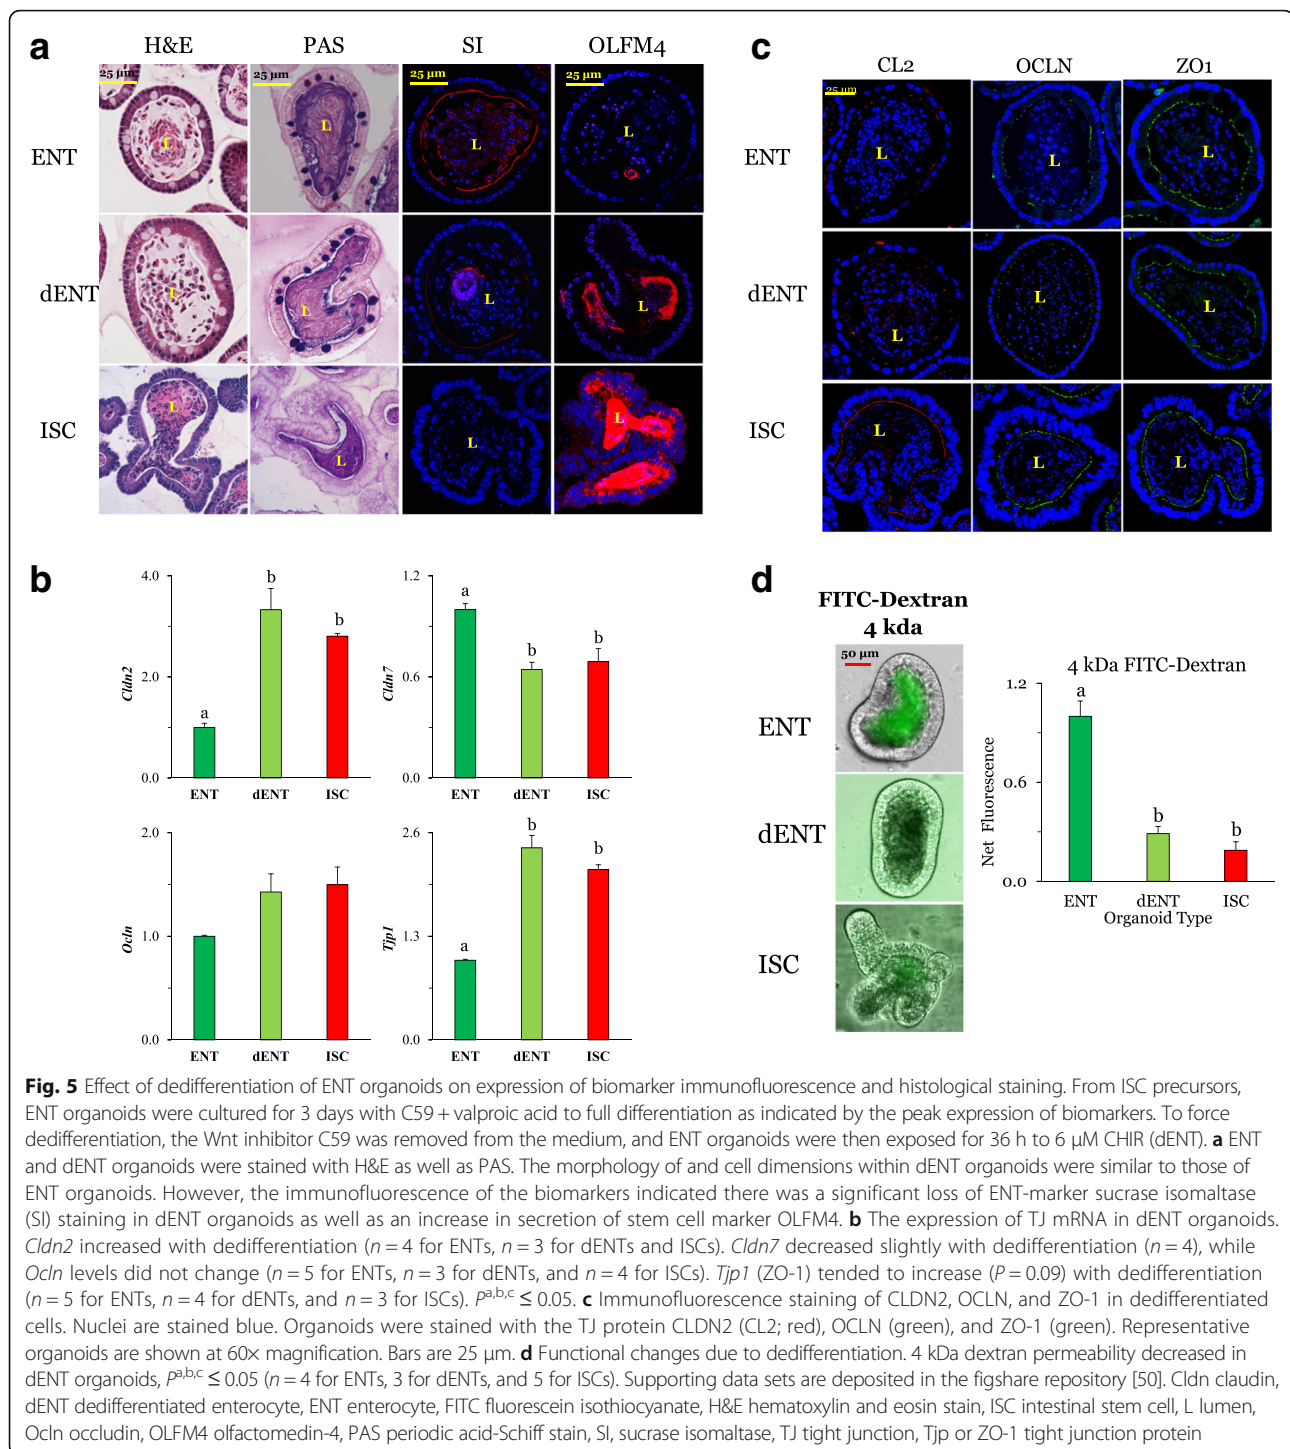 a
H&E PAS SI OLFM4
25 µm 25 µm 25 µm 25 µm
ENT L L L L
dENT L L L L
ISC L L L L
c
CL2 OCLN ZO1
25 µm
ENT L L L
dENT L L L
ISC L L L
b
4.0 b b
2.0
Cldn2 a
0.0
ENT dENT ISC
1.2 a
b b
0.6
Cldn7
0.0
ENT dENT ISC
2.0
1.0
Ocln
0.0
ENT dENT ISC
2.6 b b
1.3
Tjp1 a
0.0
ENT dENT ISC
d
FITC-Dextran
4 kda
50 µm
ENT
dENT
ISC
4 kDa FITC-Dextran
1.2 a
Net Fluorescence
0.6
b b
0.0
ENT dENT ISC
Organoid Type
Fig. 5 Effect of dedifferentiation of ENT organoids on expression of biomarker immunofluorescence and histological staining. From ISC precursors,
ENT organoids were cultured for 3 days with C59 + valproic acid to full differentiation as indicated by the peak expression of biomarkers. To force
dedifferentiation, the Wnt inhibitor C59 was removed from the medium, and ENT organoids were then exposed for 36 h to 6 µM CHIR (dENT). a ENT
and dENT organoids were stained with H&E as well as PAS. The morphology of and cell dimensions within dENT organoids were similar to those of
ENT organoids. However, the immunofluorescence of the biomarkers indicated there was a significant loss of ENT-marker sucrase isomaltase
(SI) staining in dENT organoids as well as an increase in secretion of stem cell marker OLFM4. b The expression of TJ mRNA in dENT organoids.
Cldn2 increased with dedifferentiation (n = 4 for ENTs, n = 3 for dENTs and ISCs). Cldn7 decreased slightly with dedifferentiation (n = 4), while
Ocln levels did not change (n = 5 for ENTs, n = 3 for dENTs, and n = 4 for ISCs). Tjp1 (ZO-1) tended to increase (P = 0.09) with dedifferentiation
(n = 5 for ENTs, n = 4 for dENTs, and n = 3 for ISCs). Pa,b,c ≤ 0.05. c Immunofluorescence staining of CLDN2, OCLN, and ZO-1 in dedifferentiated
cells. Nuclei are stained blue. Organoids were stained with the TJ protein CLDN2 (CL2; red), OCLN (green), and ZO-1 (green). Representative
organoids are shown at 60× magnification. Bars are 25 µm. d Functional changes due to dedifferentiation. 4 kDa dextran permeability decreased in
dENT organoids, Pa,b,c ≤ 0.05 (n = 4 for ENTs, 3 for dENTs, and 5 for ISCs). Supporting data sets are deposited in the figshare repository [50]. Cldn claudin,
dENT dedifferentiated enterocyte, ENT enterocyte, FITC fluorescein isothiocyanate, H&E hematoxylin and eosin stain, ISC intestinal stem cell, L lumen,
Ocln occludin, OLFM4 olfactomedin-4, PAS periodic acid-Schiff stain, SI, sucrase isomaltase, TJ tight junction, Tjp or ZO-1 tight junction protein